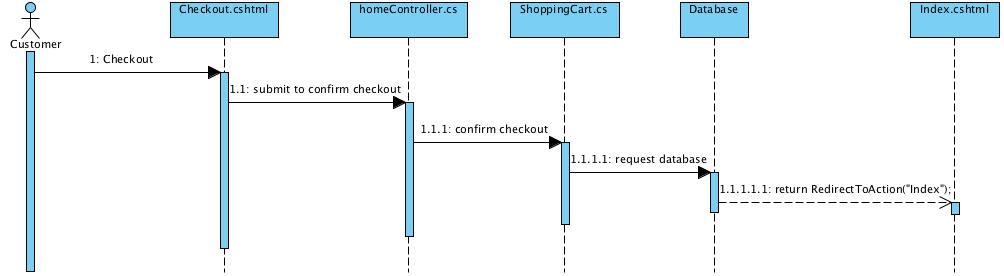 Checkout.cshtml
homeController.cs
ShoppingCart.cs
Database
Index.cshtml
Customer
1: Checkout
1.1: submit to confirm checkout
1.1.1: confirm checkout
1.1.1.1: request database
1.1.1.1.1: return RedirectToAction("Index");